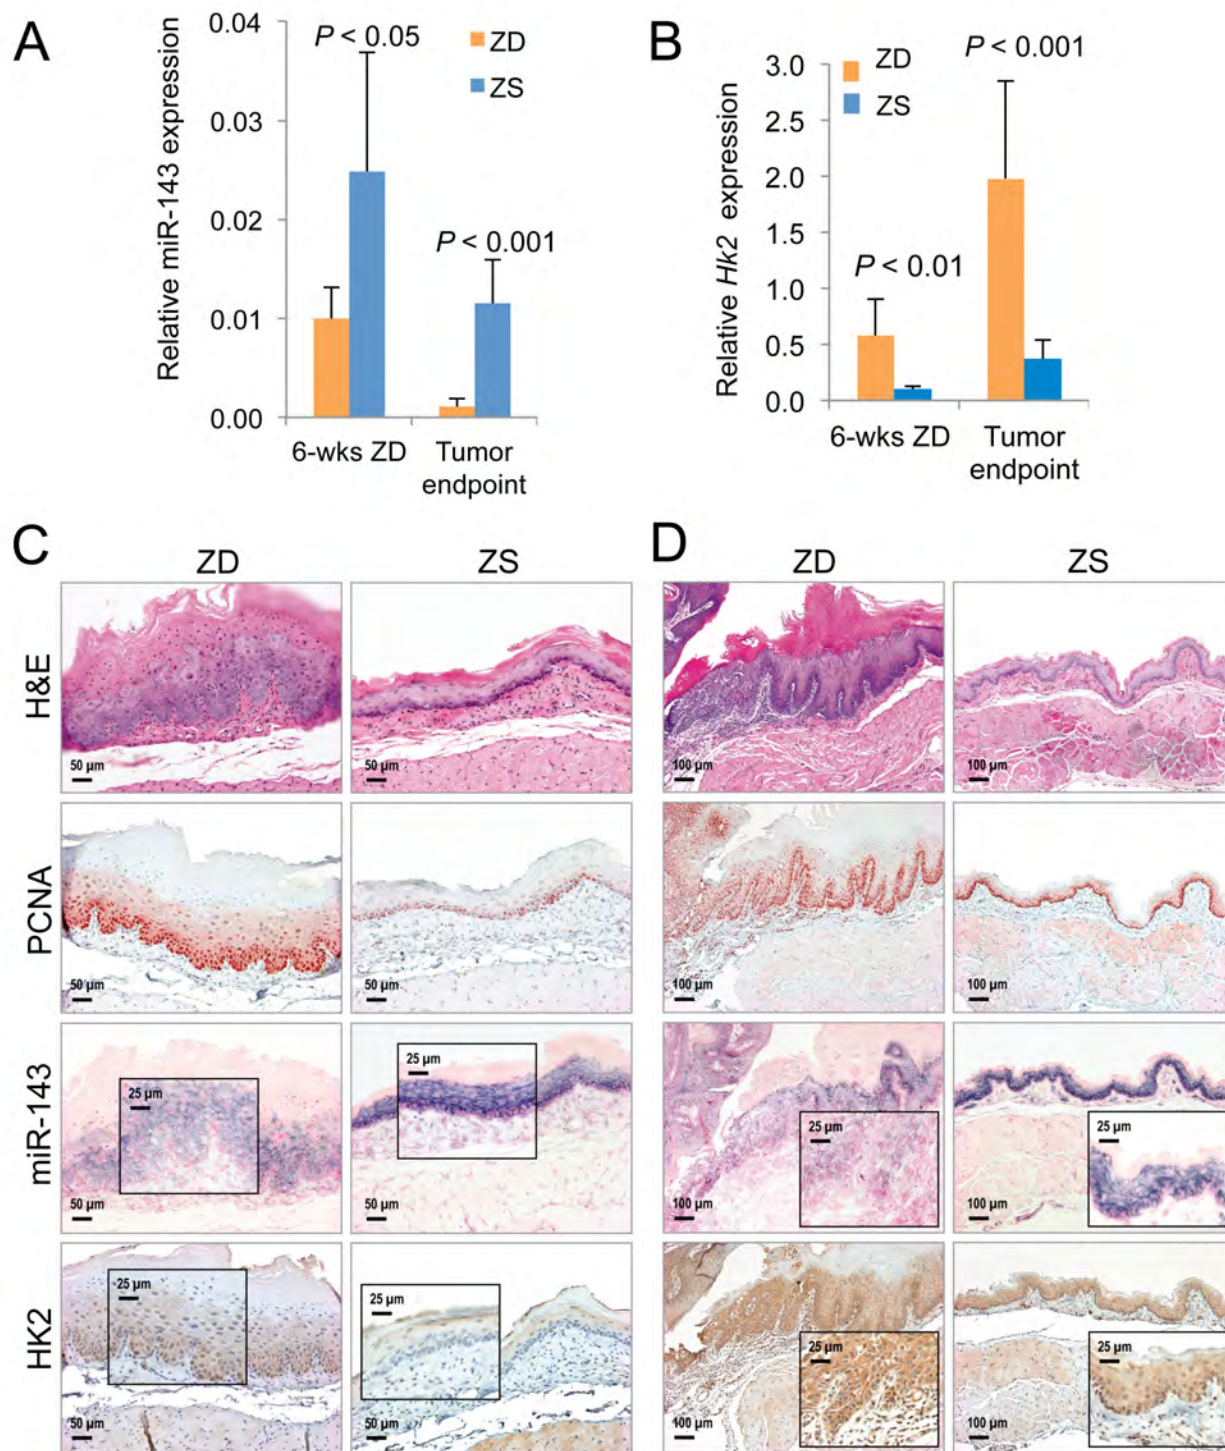 A
Relative miR-143 expression
0.04
0.03
0.02
0.01
0.00
P < 0.05
P < 0.001
ZD
ZS
6-wks ZD
Tumor
endpoint
B
Relative Hk2 expression
3.0
2.5
2.0
1.5
1.0
0.5
0.0
ZD
ZS
P < 0.01
P < 0.001
6-wks ZD
Tumor
endpoint
C
ZD
ZS
D
ZD
ZS
H&E
50 µm
50 µm
100 µm
100 µm
PCNA
50 µm
50 µm
100 µm
100 µm
miR-143
25 µm
50 µm
25 µm
50 µm
25 µm
100 µm
25 µm
100 µm
HK2
25 µm
50 µm
25 µm
50 µm
25 µm
100 µm
25 µm
100 µm